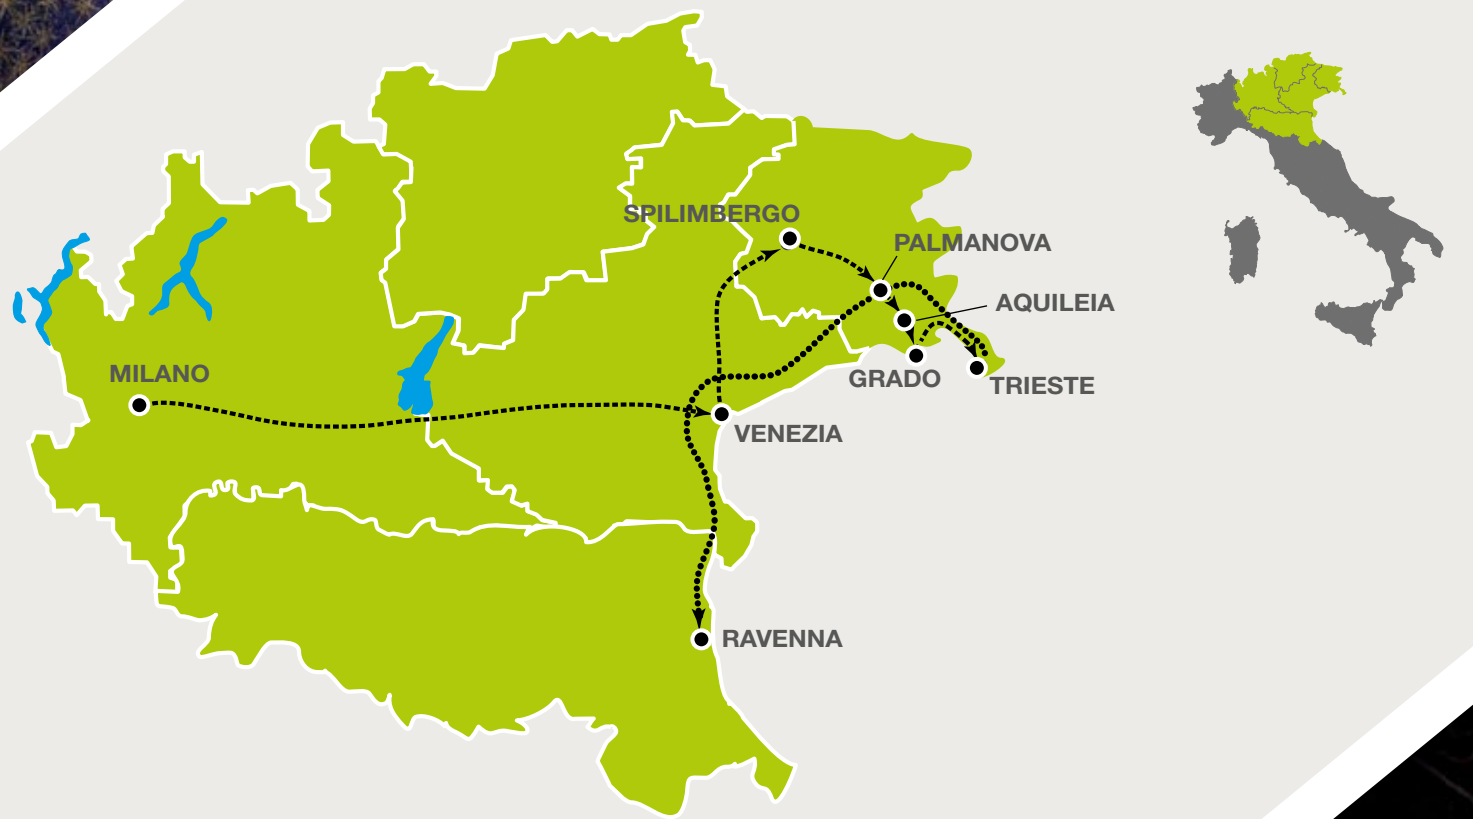 SPILIMBERGO
PALMANOVA
AQUILEIA
MILANO
GRADO
TRIESTE
VENEZIA
RAVENNA